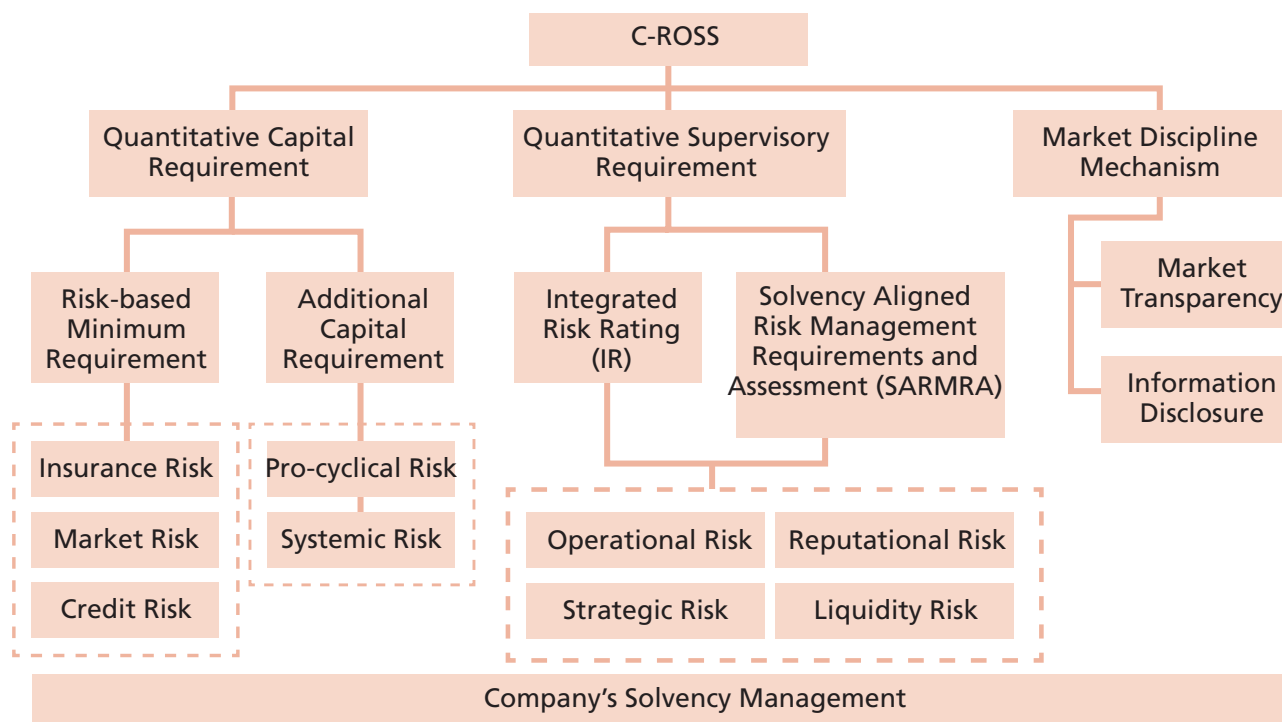 C-ROSS
Quantitative Capital
Requirement
Quantitative Supervisory
Requirement
Market Discipline
Mechanism
Risk-based
Minimum
Requirement
Additional
Capital
Requirement
Integrated
Risk Rating
(IR)
Solvency Aligned
Risk Management
Requirements and
Assessment (SARMRA)
Market
Transparency
Information
Disclosure
Insurance Risk
Market Risk
Credit Risk
Pro-cyclical Risk
Systemic Risk
Operational Risk
Reputational Risk
Strategic Risk
Liquidity Risk
Company’s Solvency Management